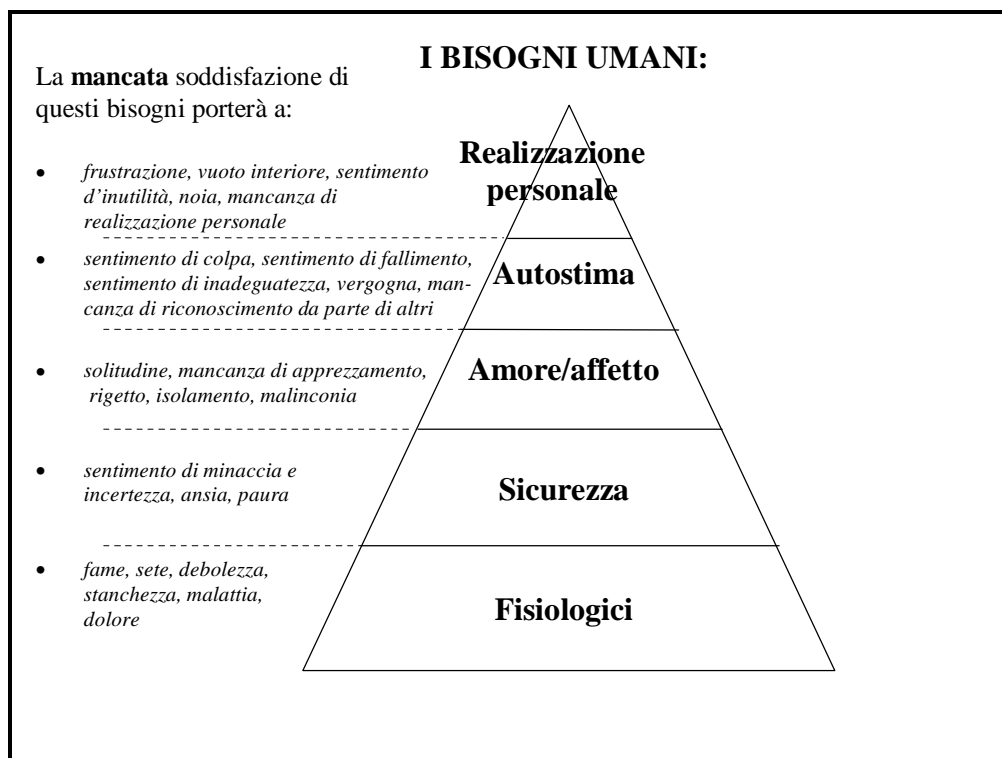 I BISOGNI UMANI:
La mancata soddisfazione di
questi bisogni porterà a:
Realizzazione
personale
• frustrazione, vuoto interiore, sentimento
d'inutilità, noia, mancanza di
realizzazione personale
Autostima
• sentimento di colpa, sentimento di fallimento,
sentimento di inadeguatezza, vergogna, man-
canza di riconoscimento da parte di altri
Amore/affetto
• solitudine, mancanza di apprezzamento,
rigetto, isolamento, malinconia
Sicurezza
• sentimento di minaccia e
incertezza, ansia, paura
Fisiologici
• fame, sete, debolezza,
stanchezza, malattia,
dolore